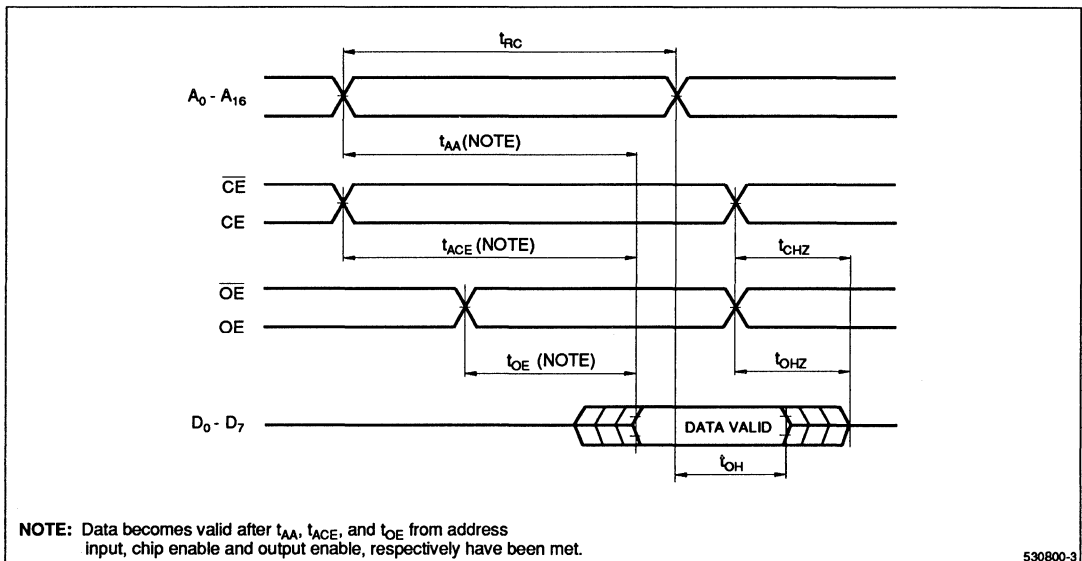 tRC
A0 - A16
tAA (NOTE)
CE
CE
tACE (NOTE)
tCHZ
OE
OE
tOE (NOTE)
tOHZ
D0 - D7
DATA VALID
tOH
NOTE: Data becomes valid after tAA, tACE, and tOE from address
input, chip enable and output enable, respectively have been met.
530800-3